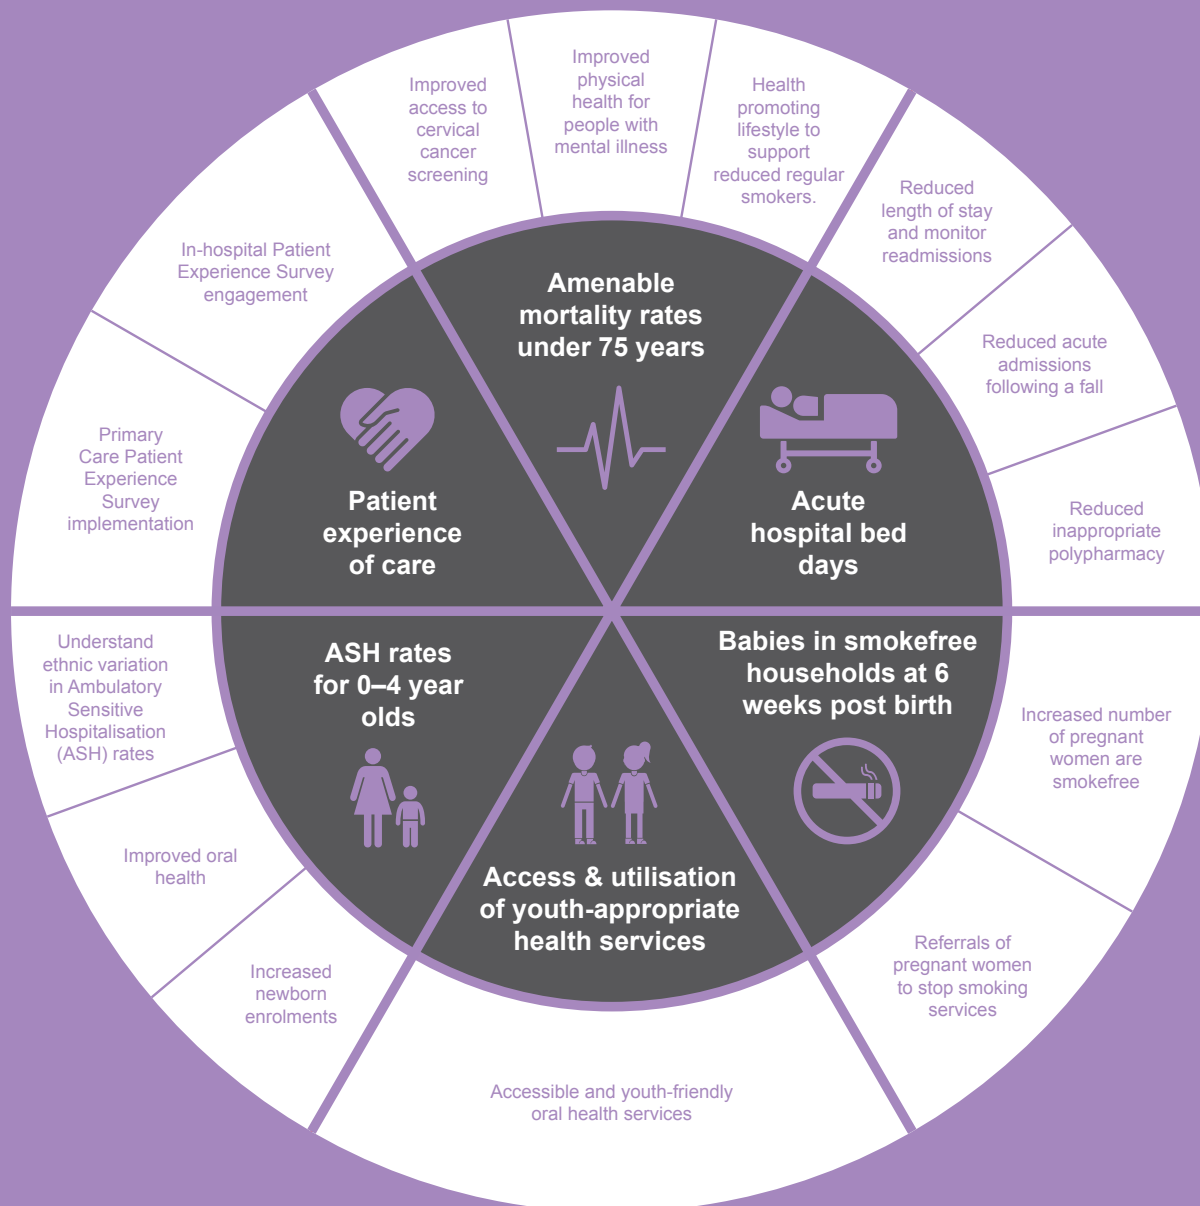 Improved
access to
cervical
cancer
screening
Improved
physical
health for
people with
mental illness
Health
promoting
lifestyle to
support
reduced regular
smokers.
Reduced
length of stay
and monitor
readmissions
Reduced acute
admissions
following a fall
Reduced
inappropriate
polypharmacy
In-hospital Patient
Experience Survey
engagement
Primary
Care Patient
Experience
Survey
implementation
Amenable
mortality rates
under 75 years
Patient
experience
of care
Acute
hospital bed
days
ASH rates
for 0–4 year
olds
Babies in smokefree
households at 6
weeks post birth
Access & utilisation
of youth-appropriate
health services
Understand
ethnic variation
in Ambulatory
Sensitive
Hospitalisation
(ASH) rates
Improved oral
health
Increased
newborn
enrolments
Increased number
of pregnant
women are
smokefree
Referrals of
pregnant women
to stop smoking
services
Accessible and youth-friendly
oral health services